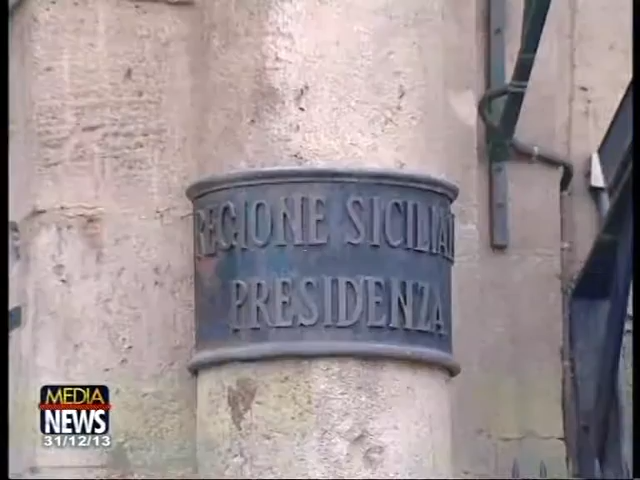 REGIONE SICILIA
PRESIDENZA
MEDIA
NEWS
31/12/13